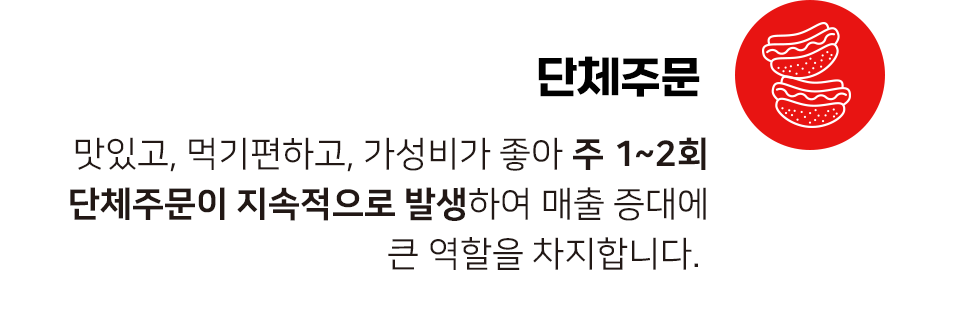 단체주문
맛있고, 먹기편하고, 가성비가 좋아 주 1~2회
단체주문이 지속적으로 발생하여 매출 증대에
큰 역할을 차지합니다.